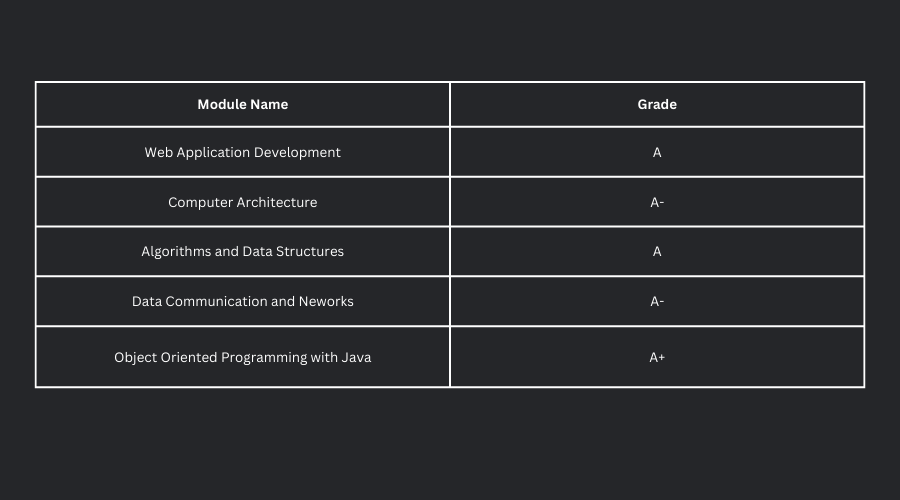 Module Name Grade
Web Application Development A
Computer Architecture A-
Algorithms and Data Structures A
Data Communication and Neworks A-
Object Oriented Programming with Java A+